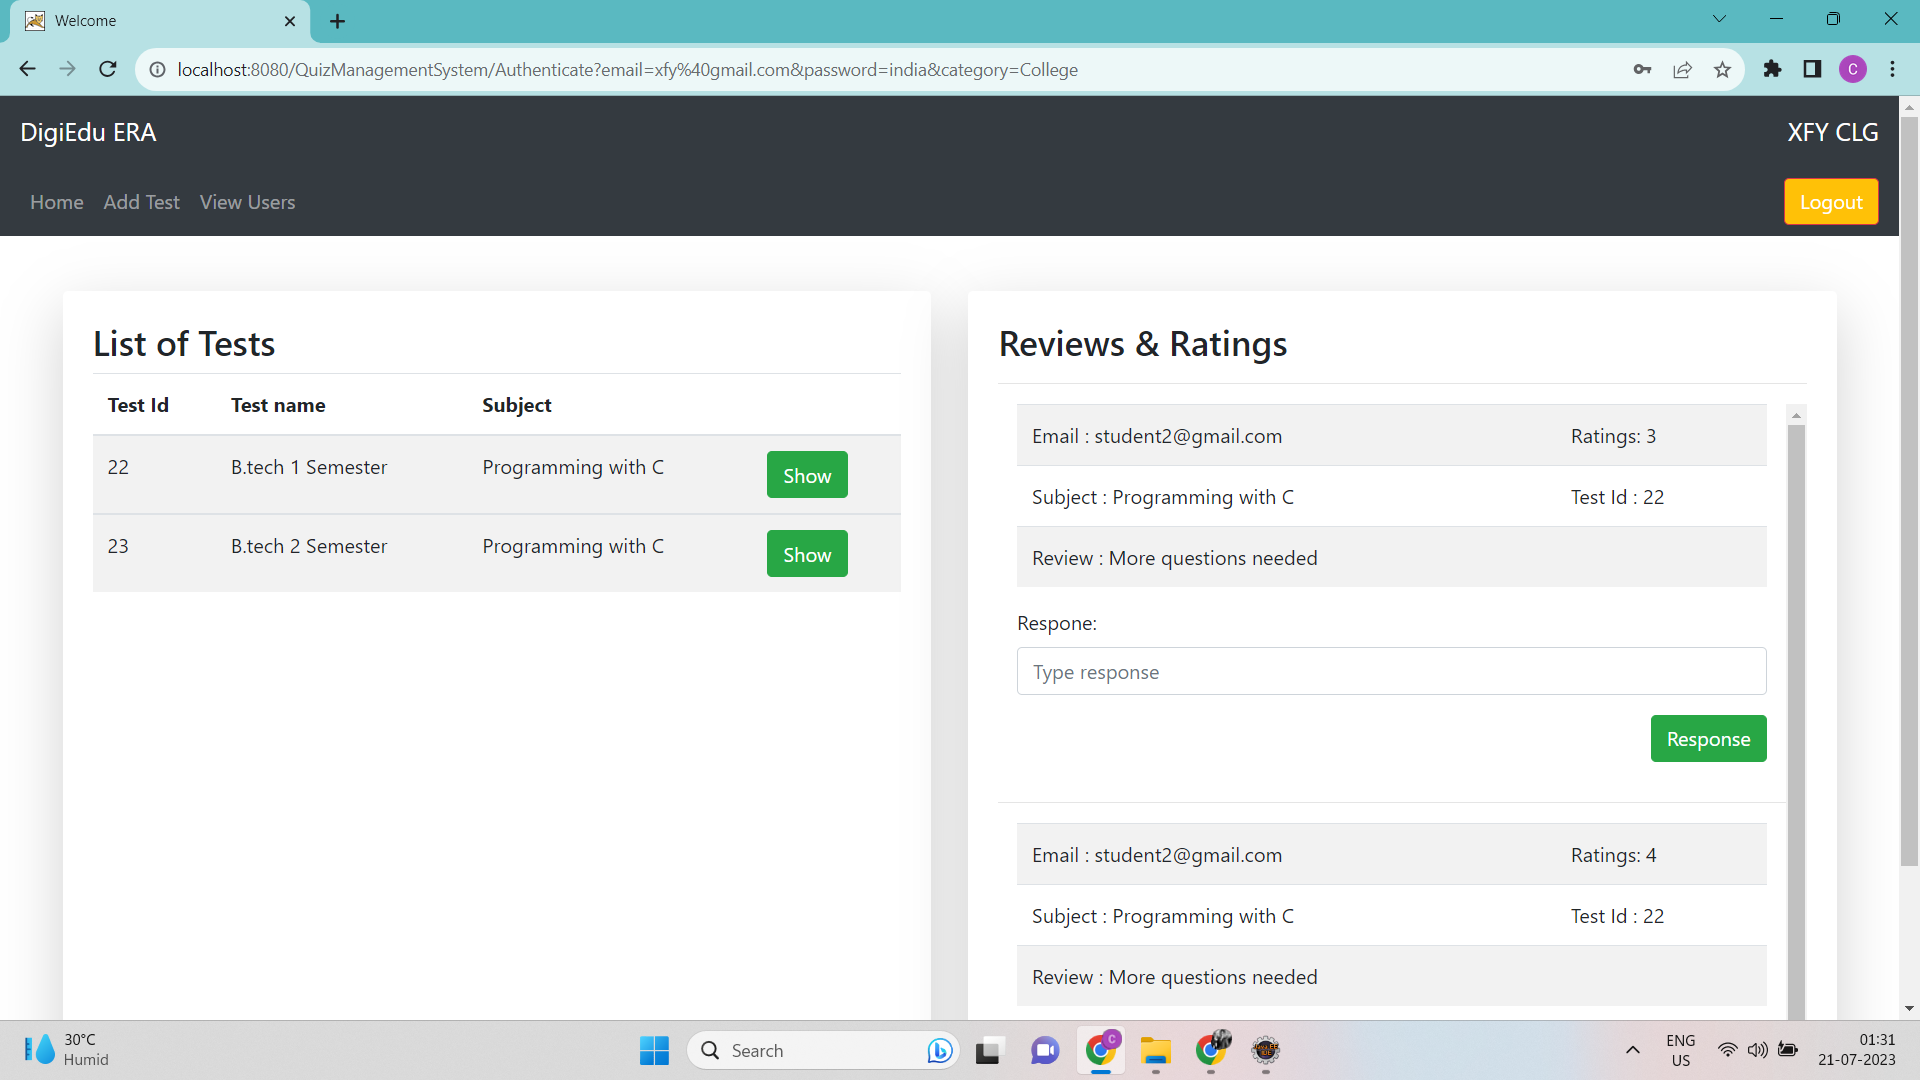 Welcome
localhost:8080/QuizManagementSystem/Authenticate?email=xfy%40gmail.com&password=india&category=College
C
DigiEdu ERA
XFY CLG
Home Add Test View Users
Logout
List of Tests
Test Id Test name Subject
22 B.tech 1 Semester Programming with C Show
23 B.tech 2 Semester Programming with C Show
Reviews & Ratings
Email : student2@gmail.com Ratings: 3
Subject : Programming with C Test Id : 22
Review : More questions needed
Respone:
Type response
Response
Email : student2@gmail.com Ratings: 4
Subject : Programming with C Test Id : 22
Review : More questions needed
30°C
Humid
Search
C
ENG
US
01:31
21-07-2023